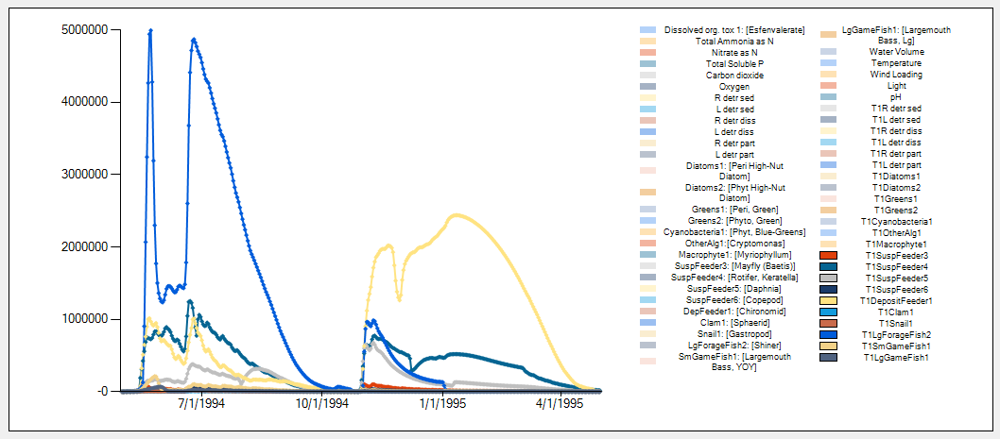 5000000
4000000
3000000
2000000
1000000
-0
7/1/1994
10/1/1994
1/1/1995
4/1/1995
Dissolved org. tox 1: [Esfenvalerate]
Total Ammonia as N
Nitrate as N
Total Soluble P
Carbon dioxide
Oxygen
R detr sed
L detr sed
R detr diss
L detr diss
R detr part
L detr part
Diatoms1: [Peri High-Nut
Diatom]
Diatoms2: [Phyt High-Nut
Diatom]
Greens1: [Peri, Green]
Greens2: [Phyto, Green]
Cyanobacteria1: [Phyt, Blue-Greens]
OtherAlg1:[Cryptomonas]
Macrophyte1: [Myriophyllum]
SuspFeeder3: [Mayfly (Baetis)]
SuspFeeder4: [Rotifer, Keratella]
SuspFeeder5: [Daphnia]
SuspFeeder6: [Copepod]
DepFeeder1: [Chironomid]
Clam1: [Sphaerid]
Snail1: [Gastropod]
LgForageFish2: [Shiner]
SmGameFish1: [Largemouth
Bass, YOY]
LgGameFish1: [Largemouth
Bass, Lg]
Water Volume
Temperature
Wind Loading
Light
pH
T1R detr sed
T1L detr sed
T1R detr diss
T1L detr diss
T1R detr part
T1L detr part
T1Diatoms1
T1Diatoms2
T1Greens1
T1Greens2
T1Cyanobacteria1
T1OtherAlg1
T1Macrophyte1
T1SuspFeeder3
T1SuspFeeder4
T1SuspFeeder5
T1SuspFeeder6
T1DepositFeeder1
T1Clam1
T1Snail1
T1LgForageFish2
T1SmGameFish1
T1LgGameFish1